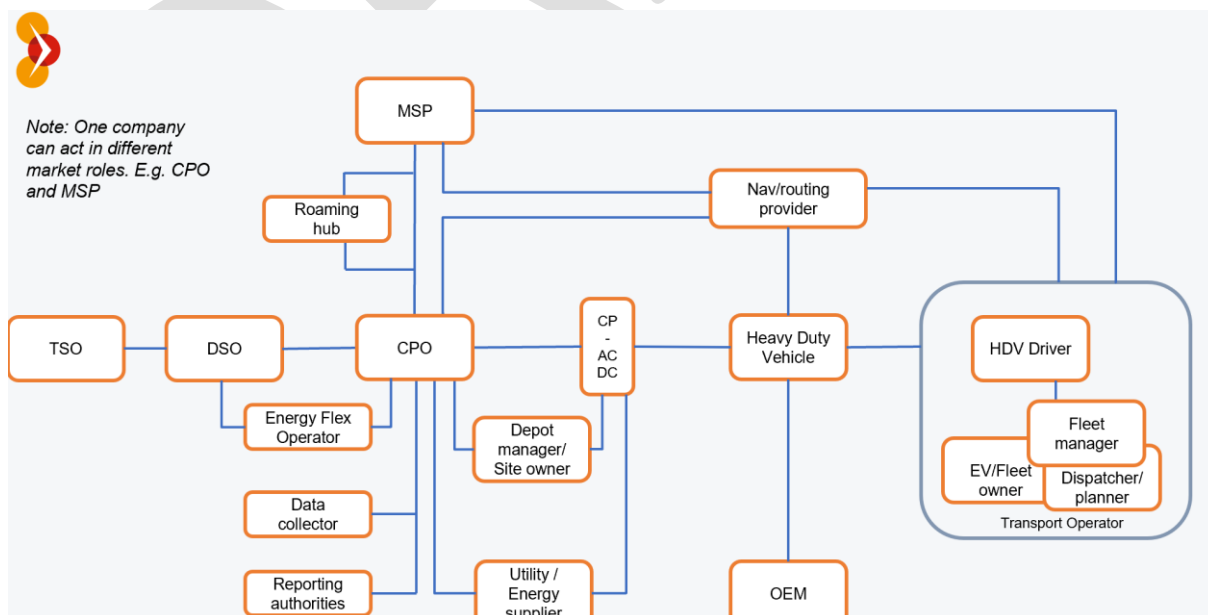 Note: One company
can act in different
market roles. E.g. CPO
and MSP
MSP
Roaming
hub
Nav/routing
provider
TSO
DSO
CPO
CP
-
AC
DC
Heavy Duty
Vehicle
HDV Driver
Fleet
manager
EV/Fleet
owner
Dispatcher/
planner
Transport Operator
Energy Flex
Operator
Depot
manager/
Site owner
Data
collector
Reporting
authorities
Utility /
Energy
supplier
OEM